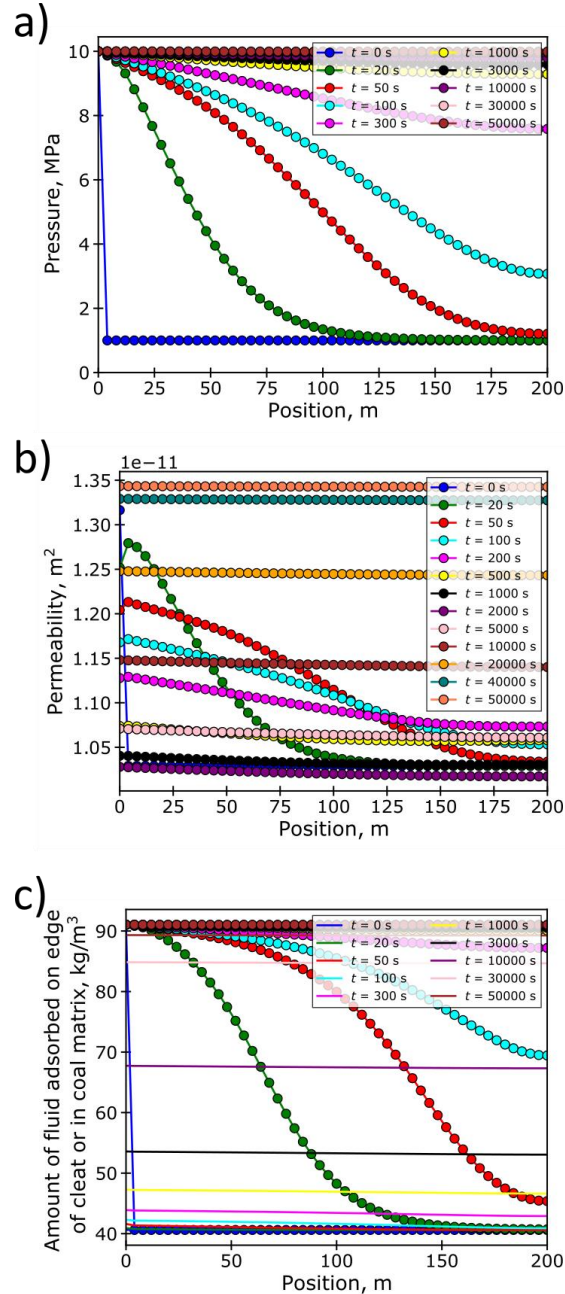 a)
t = 0 s
t = 20 s
t = 50 s
t = 100 s
t = 300 s
t = 1000 s
t = 3000 s
t = 10000 s
t = 30000 s
t = 50000 s
Pressure, MPa
10
8
6
4
2
0
0 25 50 75 100 125 150 175 200
Position, m
b)
1e−11
t = 0 s
t = 20 s
t = 50 s
t = 100 s
t = 200 s
t = 500 s
t = 1000 s
t = 2000 s
t = 5000 s
t = 10000 s
t = 20000 s
t = 40000 s
t = 50000 s
Permeability, m²
1.35
1.30
1.25
1.20
1.15
1.10
1.05
0 25 50 75 100 125 150 175 200
Position, m
c)
t = 0 s
t = 20 s
t = 50 s
t = 100 s
t = 300 s
t = 1000 s
t = 3000 s
t = 10000 s
t = 30000 s
t = 50000 s
Amount of fluid adsorbed on edge
of cleat or in coal matrix, kg/m³
90
80
70
60
50
40
0 50 100 150 200
Position, m